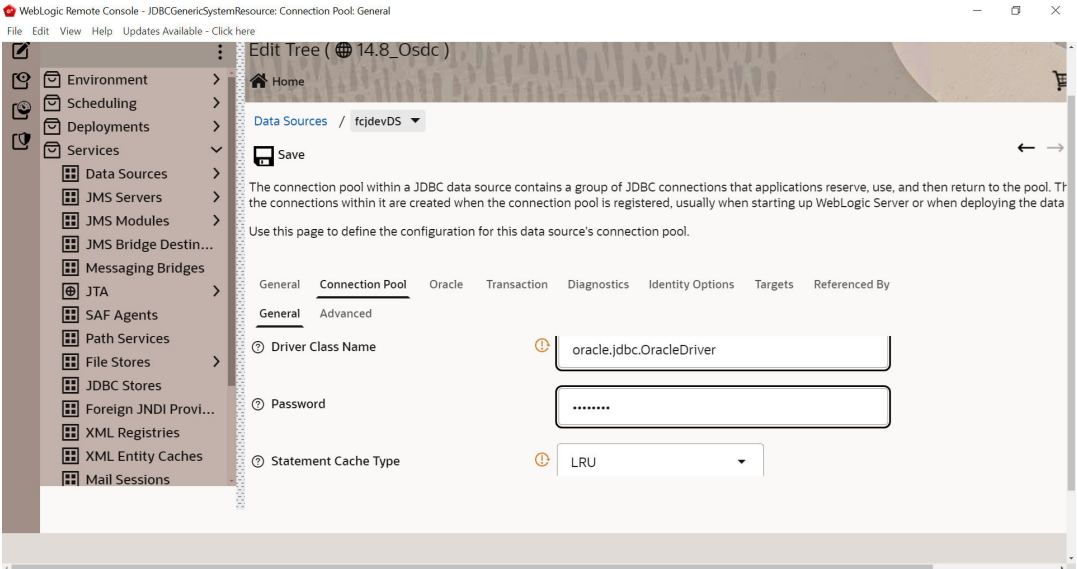 WebLogic Remote Console - JDBCGenericSystemResource: Connection Pool: General
File Edit View Help Updates Available - Click here
Edit Tree ( 14.8_Osdc )
Home
Environment
Scheduling
Deployments
Services
Data Sources
JMS Servers
JMS Modules
JMS Bridge Destin...
Messaging Bridges
JTA
SAF Agents
Path Services
File Stores
JDBC Stores
Foreign JNDI Provi...
XML Registries
XML Entity Caches
Mail Sessions
Data Sources / fcjdevDS
Save
The connection pool within a JDBC data source contains a group of JDBC connections that applications reserve, use, and then return to the pool. Th
the connections within it are created when the connection pool is registered, usually when starting up WebLogic Server or when deploying the data
Use this page to define the configuration for this data source's connection pool.
General Connection Pool Oracle Transaction Diagnostics Identity Options Targets Referenced By
General Advanced
Driver Class Name oracle.jdbc.OracleDriver
Password ••••••••
Statement Cache Type LRU